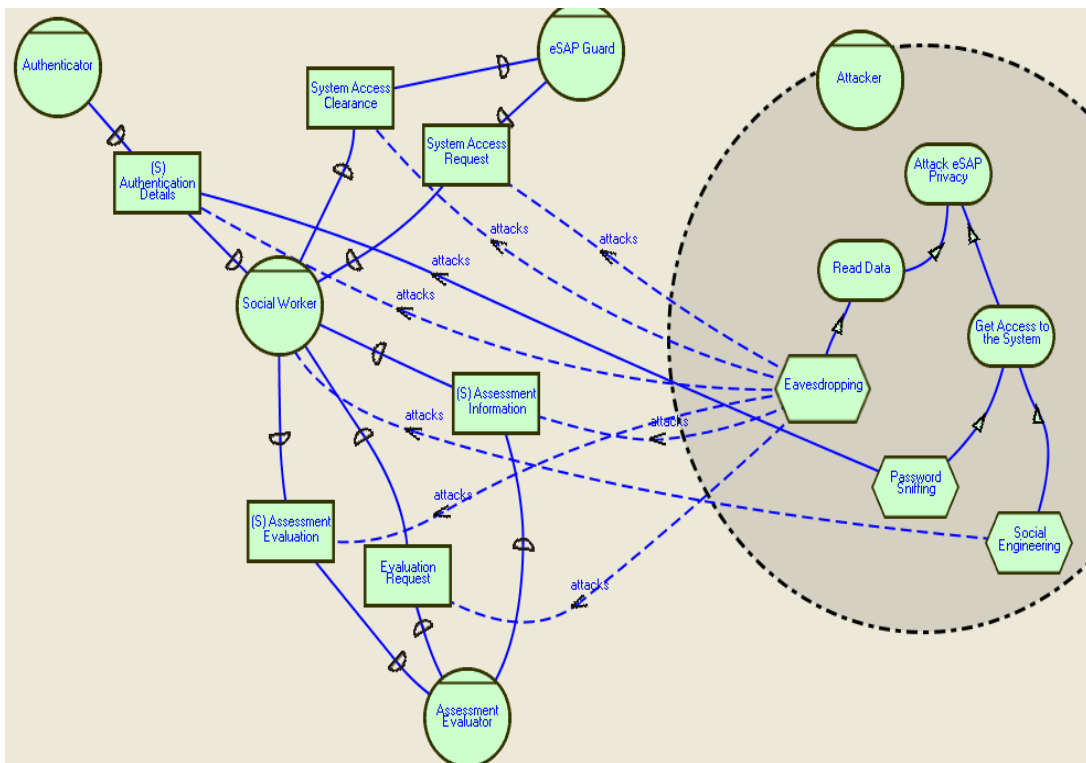 Authenticator
eSAP Guard
Attacker
System Access
Clearance
System Access
Request
(S)
Authentication
Details
Attack eSAP
Privacy
attacks
attacks
attacks
attacks
Read Data
Social Worker
attacks
Get Access to
the System
Eavesdropping
(S) Assessment
Information
attacks
attacks
Password
Sniffing
attacks
(S) Assessment
Evaluation
Social
Engineering
Evaluation
Request
attacks
Assessment
Evaluator